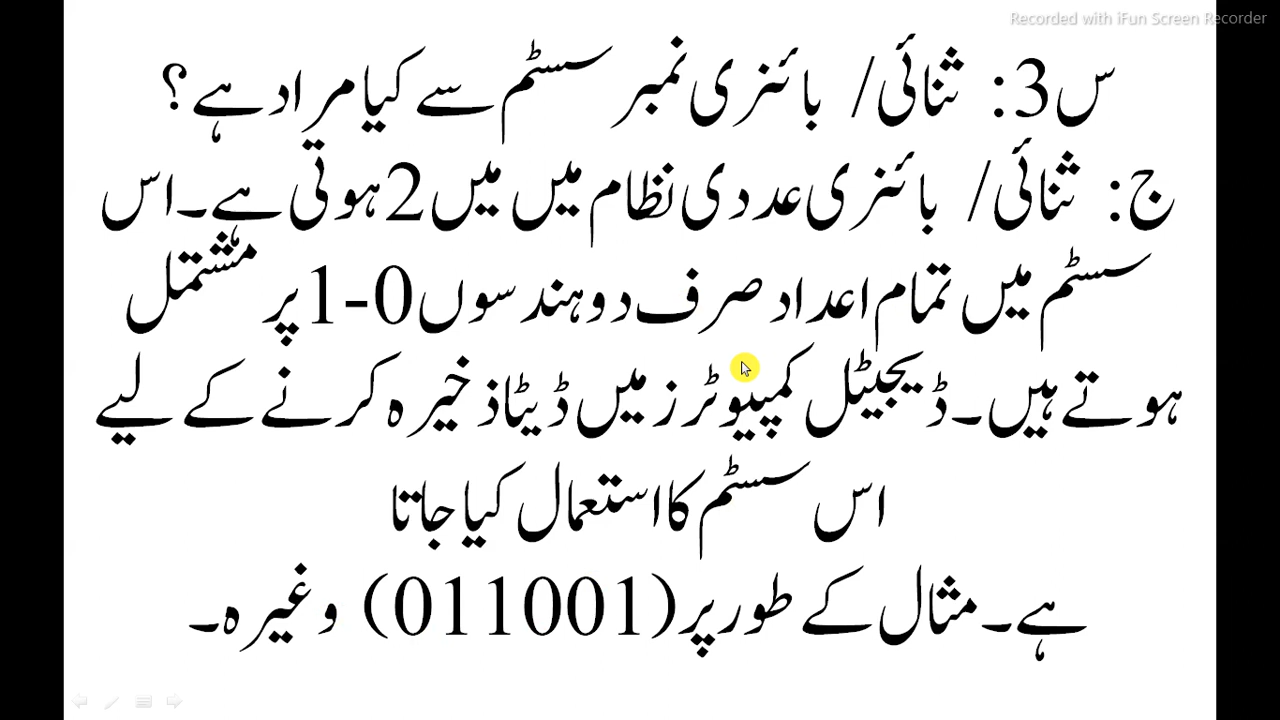 Recorded with iFun Screen Recorder
س3: ثنائی/ بائنری نمبر سسٹم سے کیا مراد ہے؟
ج: ثنائی/ بائنری عددی نظام میں میں 2 ہوتی ہے۔اس
سسٹم میں تمام اعداد صرف دو ہندسوں 0-1 پر مشتمل
ہوتے ہیں۔ڈیجیٹل کمپیوٹرز میں ڈیٹا ذخیرہ کرنے کے لیے
اس سسٹم کا استعمال کیا جاتا
ہے۔مثال کے طور پر (011001) وغیرہ۔